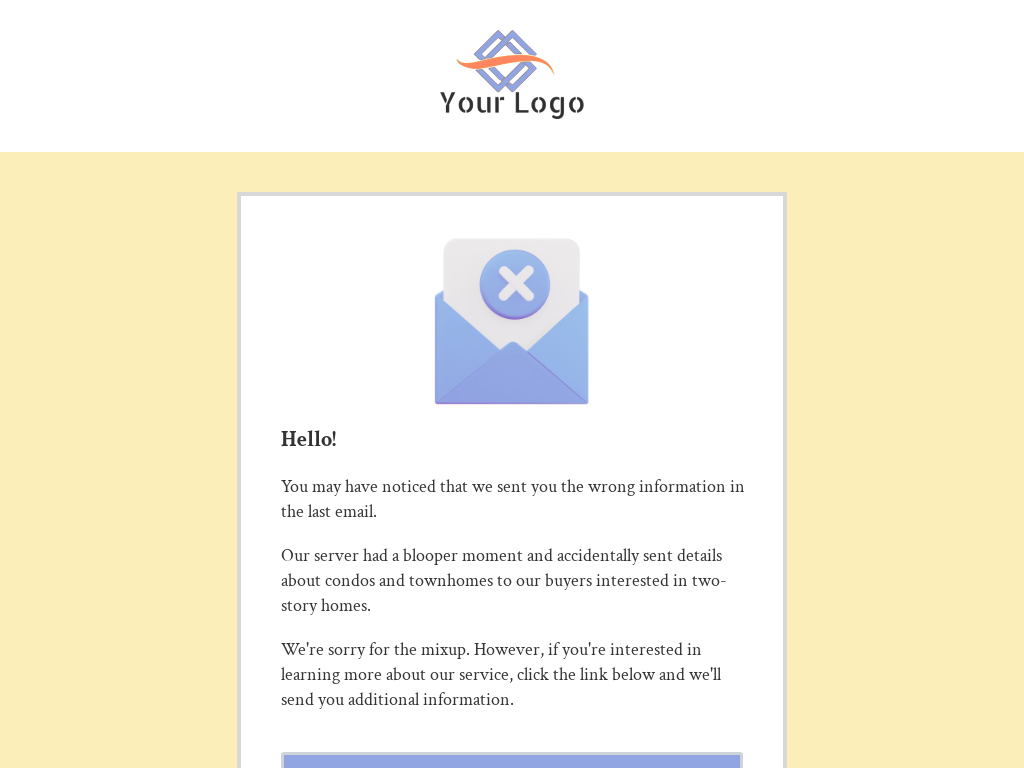 Your Logo
Hello!
You may have noticed that we sent you the wrong information in
the last email.
Our server had a blooper moment and accidentally sent details
about condos and townhomes to our buyers interested in two-
story homes.
We're sorry for the mixup. However, if you're interested in
learning more about our service, click the link below and we'll
send you additional information.